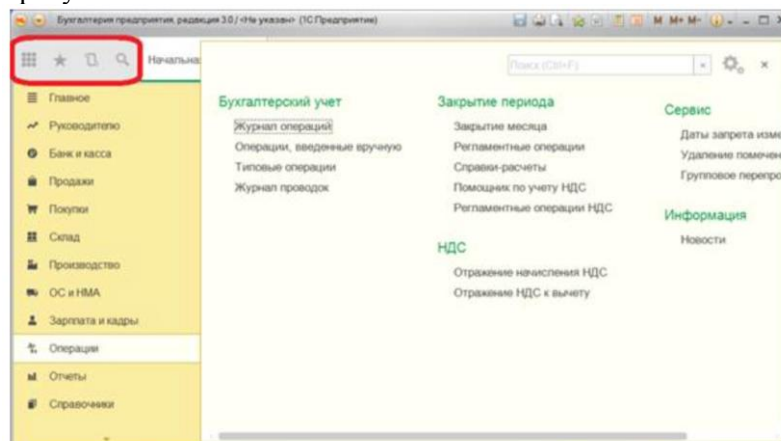 Бухгалтерия предприятия, редакция 3.0 / <Не указан> (1С:Предприятие)
M M+ M-
Начальна
Поиск (Ctrl+F)
Главное
Руководителю
Банк и касса
Продажи
Покупки
Склад
Производство
ОС и НМА
Зарплата и кадры
Операции
Отчеты
Справочники
Бухгалтерский учет
Журнал операций
Операции, введенные вручную
Типовые операции
Журнал проводок
Закрытие периода
Закрытие месяца
Регламентные операции
Справки-расчеты
Помощник по учету НДС
Регламентные операции НДС
НДС
Отражение начисления НДС
Отражение НДС к вычету
Сервис
Даты запрета изме
Удаление помечен
Групповое перепро
Информация
Новости